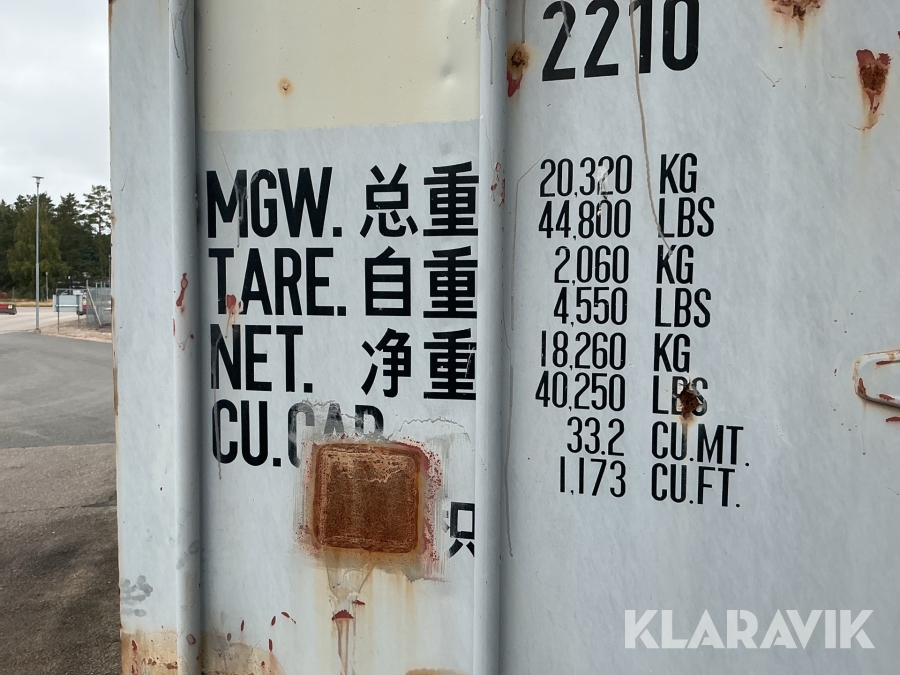 2210
MGW. 总重 20,320 KG
44,800 LBS
TARE. 自重 2,060 KG
4,550 LBS
NET. 净重 18,260 KG
40,250 LBS
CU.CAP 33.2 CU.MT.
1,173 CU.FT.
KLARAVIK